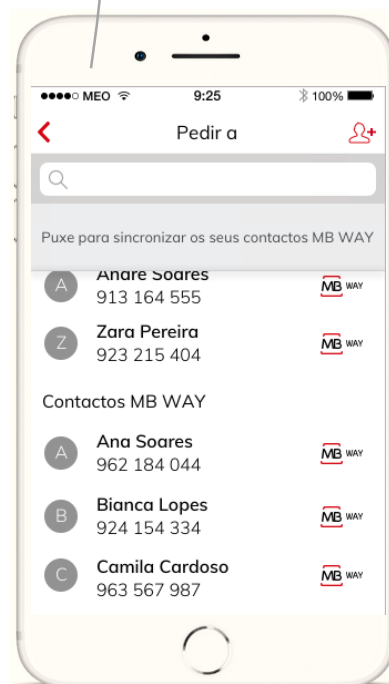 MEO 9:25 100%
Pedir a
Puxe para sincronizar os seus contactos MB WAY
A Andre Soares MB WAY
913 164 555
Z Zara Pereira MB WAY
923 215 404
Contactos MB WAY
A Ana Soares MB WAY
962 184 044
B Bianca Lopes MB WAY
924 154 334
C Camila Cardoso MB WAY
963 567 987